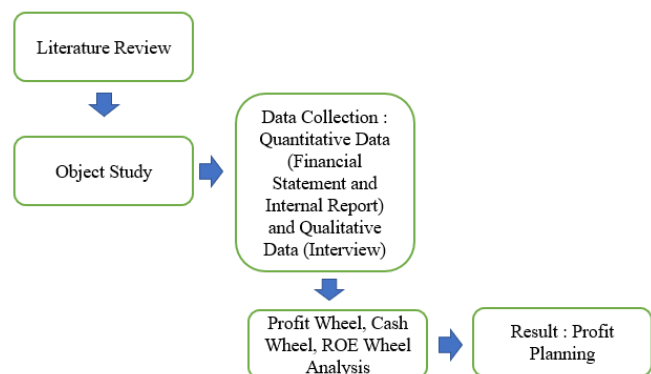 Literature Review
Object Study
Data Collection :
Quantitative Data
(Financial
Statement and
Internal Report)
and Qualitative
Data (Interview)
Profit Wheel, Cash
Wheel, ROE Wheel
Analysis
Result : Profit
Planning